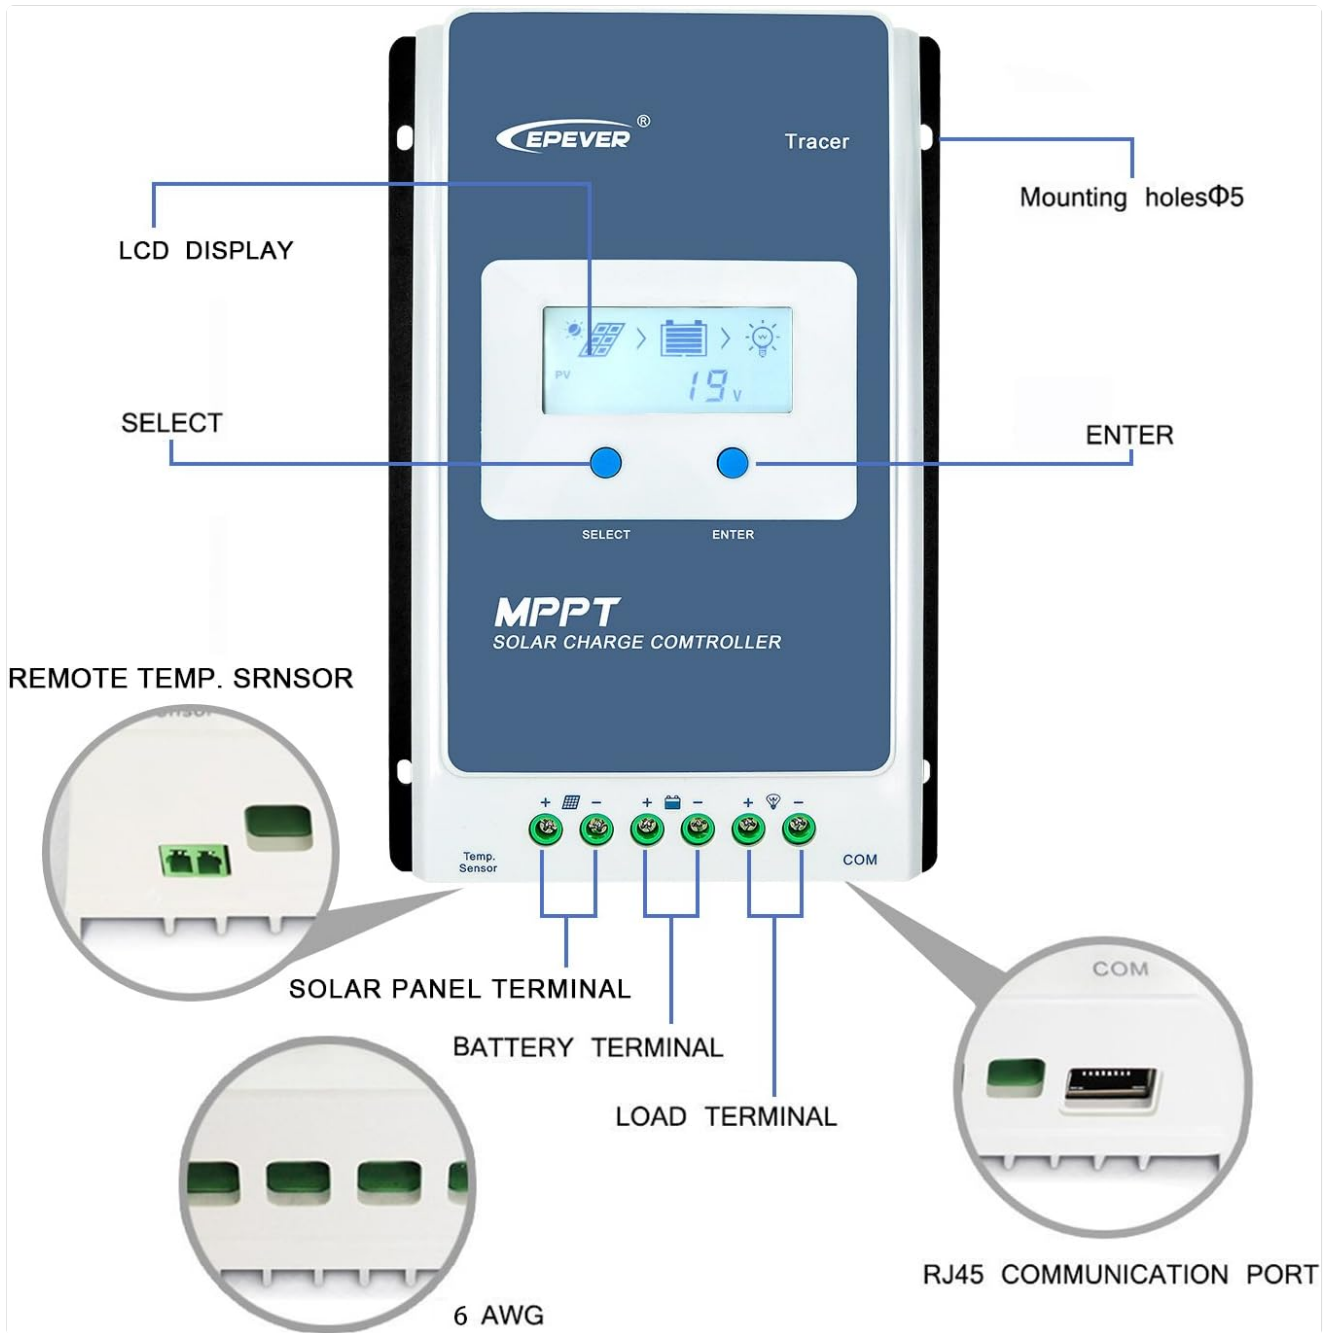 EPEVER®
Tracer
Mounting holesΦ5
LCD DISPLAY
PV
19 V
SELECT
ENTER
SELECT
ENTER
MPPT
SOLAR CHARGE COMTROLLER
REMOTE TEMP. SRNSOR
+ − + − + −
Temp.
Sensor
COM
SOLAR PANEL TERMINAL
COM
BATTERY TERMINAL
LOAD TERMINAL
RJ45 COMMUNICATION PORT
6 AWG